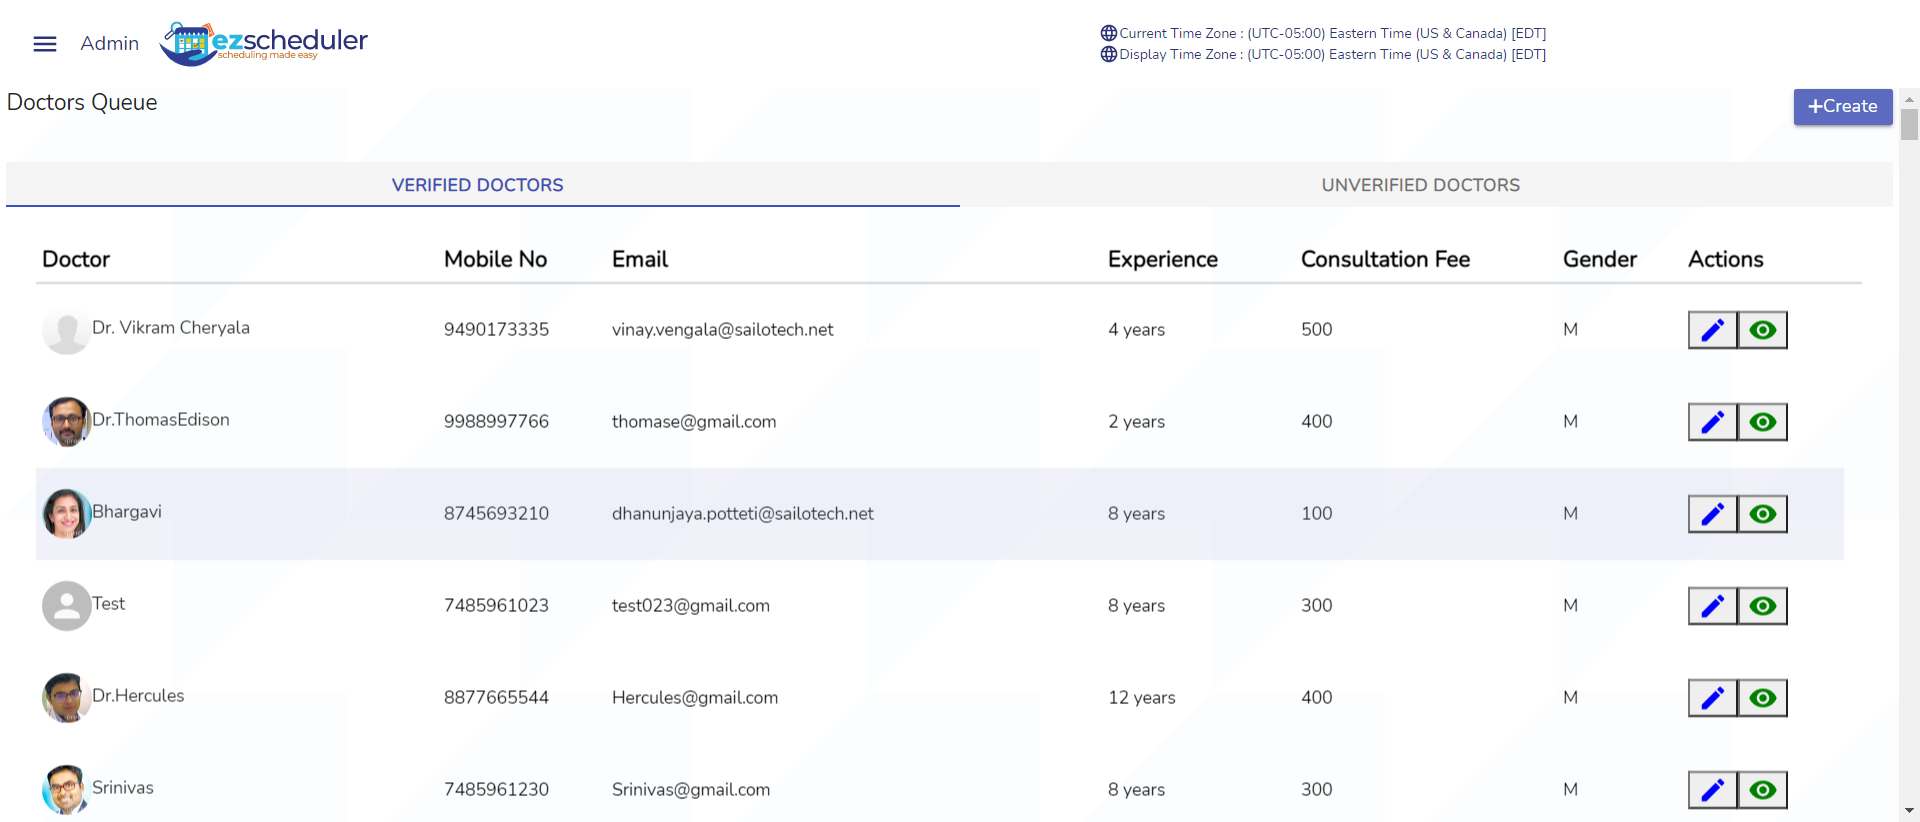 Admin
ezscheduler
scheduling made easy
Current Time Zone : (UTC-05:00) Eastern Time (US & Canada) [EDT]
Display Time Zone : (UTC-05:00) Eastern Time (US & Canada) [EDT]
Doctors Queue
+Create
VERIFIED DOCTORS UNVERIFIED DOCTORS
Doctor Mobile No Email Experience Consultation Fee Gender Actions
Dr. Vikram Cheryala 9490173335 vinay.vengala@sailotech.net 4 years 500 M
Dr.ThomasEdison 9988997766 thomase@gmail.com 2 years 400 M
Bhargavi 8745693210 dhanunjaya.potteti@sailotech.net 8 years 100 M
Test 7485961023 test023@gmail.com 8 years 300 M
Dr.Hercules 8877665544 Hercules@gmail.com 12 years 400 M
Srinivas 7485961230 Srinivas@gmail.com 8 years 300 M